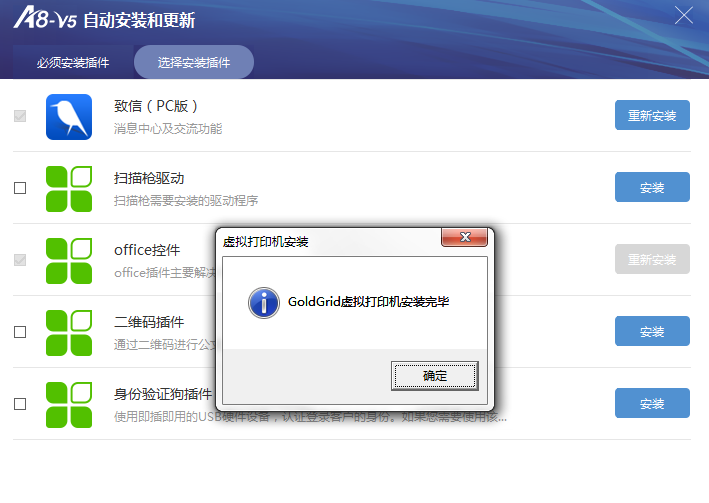 A8-V5 自动安装和更新
必须安装插件
选择安装插件
致信（PC版）
消息中心及交流功能
重新安装
扫描枪驱动
扫描枪需要安装的驱动程序
安装
office控件
office插件主要解决
重新安装
虚拟打印机安装
GoldGrid虚拟打印机安装完毕
确定
二维码插件
通过二维码进行公文
安装
身份验证狗插件
使用即插即用的USB硬件设备，认证登录客户的身份。如果您需要使用该...
安装